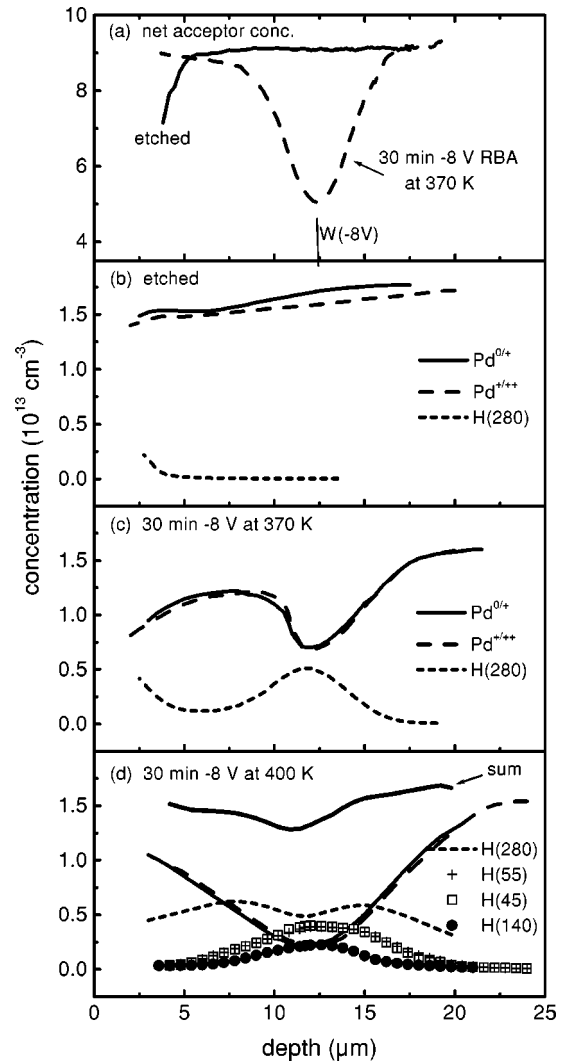 (a) net acceptor conc.
10
8
6
4
etched
30 min -8 V RBA
at 370 K
W(-8V)
(b) etched
1.5
1.0
0.5
0.0
Pd0/+
Pd+/++
H(280)
concentration (10^13 cm^-3)
(c) 30 min -8 V at 370 K
1.5
1.0
0.5
0.0
Pd0/+
Pd+/++
H(280)
(d) 30 min -8 V at 400 K
sum
1.5
1.0
0.5
0.0
H(280)
H(55)
H(45)
H(140)
0 5 10 15 20 25
depth (μm)